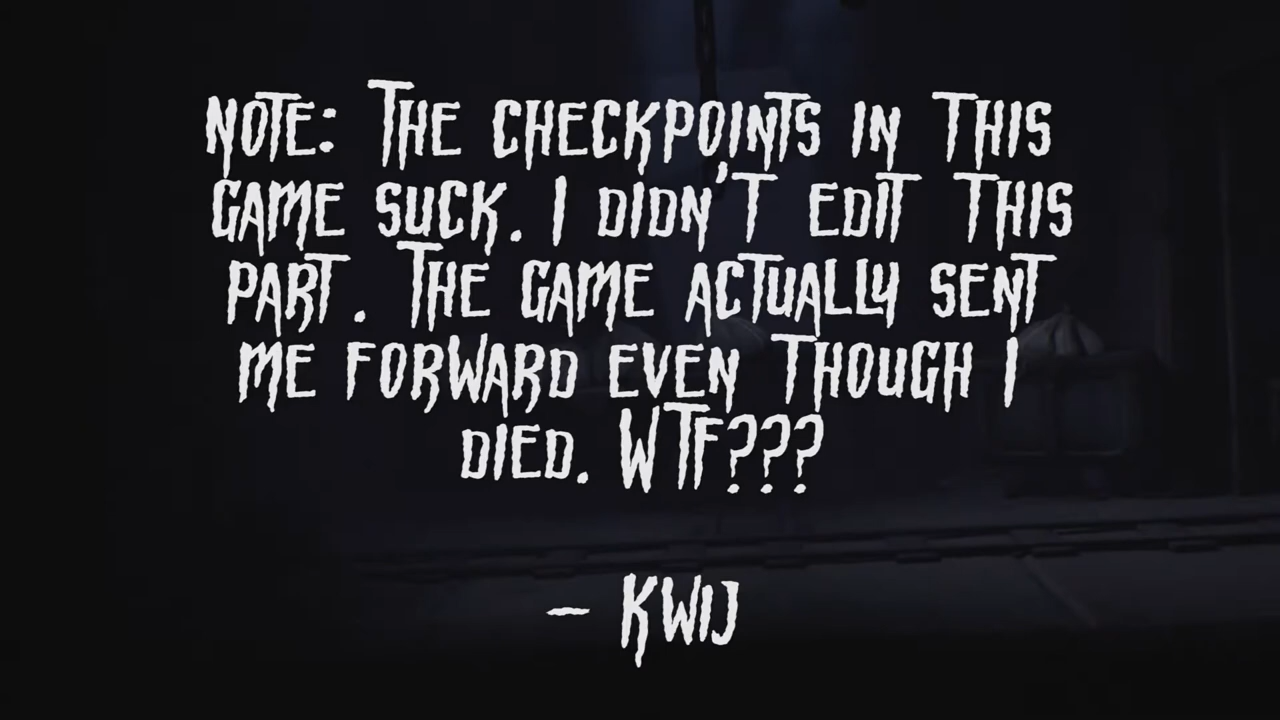 NOTE: THE CHECKPOINTS IN THIS
GAME SUCK. I DIDN'T EDIT THIS
PART. THE GAME ACTUALLY SENT
ME FORWARD EVEN THOUGH I
DIED. WTF???
– KWIJ